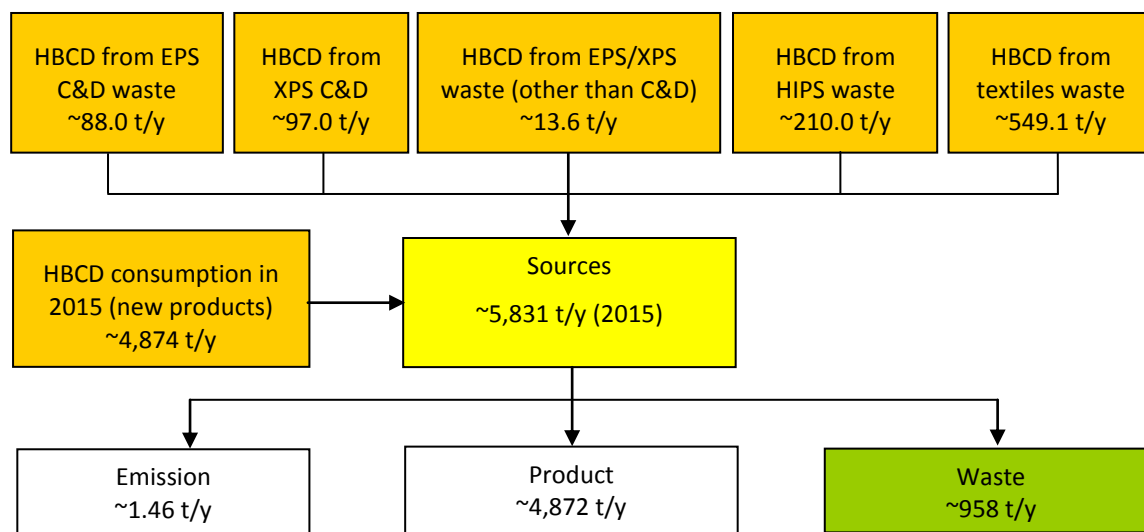 HBCD from EPS
C&D waste
~88.0 t/y
HBCD from
XPS C&D
~97.0 t/y
HBCD from EPS/XPS
waste (other than C&D)
~13.6 t/y
HBCD from
HIPS waste
~210.0 t/y
HBCD from
textiles waste
~549.1 t/y
HBCD consumption in
2015 (new products)
~4,874 t/y
Sources
~5,831 t/y (2015)
Emission
~1.46 t/y
Product
~4,872 t/y
Waste
~958 t/y